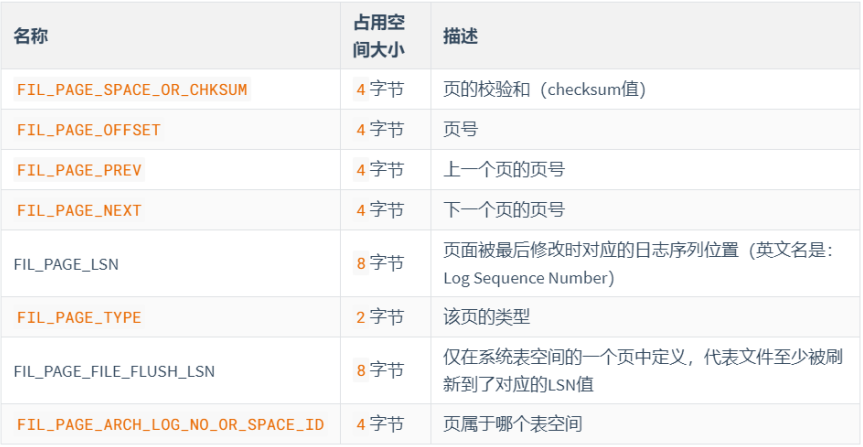 名称 占用空间大小 描述
FIL_PAGE_SPACE_OR_CHKSUM 4 字节 页的校验和（checksum值）
FIL_PAGE_OFFSET 4 字节 页号
FIL_PAGE_PREV 4 字节 上一个页的页号
FIL_PAGE_NEXT 4 字节 下一个页的页号
FIL_PAGE_LSN 8 字节 页面被最后修改时对应的日志序列位置（英文名是：
Log Sequence Number）
FIL_PAGE_TYPE 2 字节 该页的类型
FIL_PAGE_FILE_FLUSH_LSN 8 字节 仅在系统表空间的一个页中定义，代表文件至少被刷
新到了对应的LSN值
FIL_PAGE_ARCH_LOG_NO_OR_SPACE_ID 4 字节 页属于哪个表空间